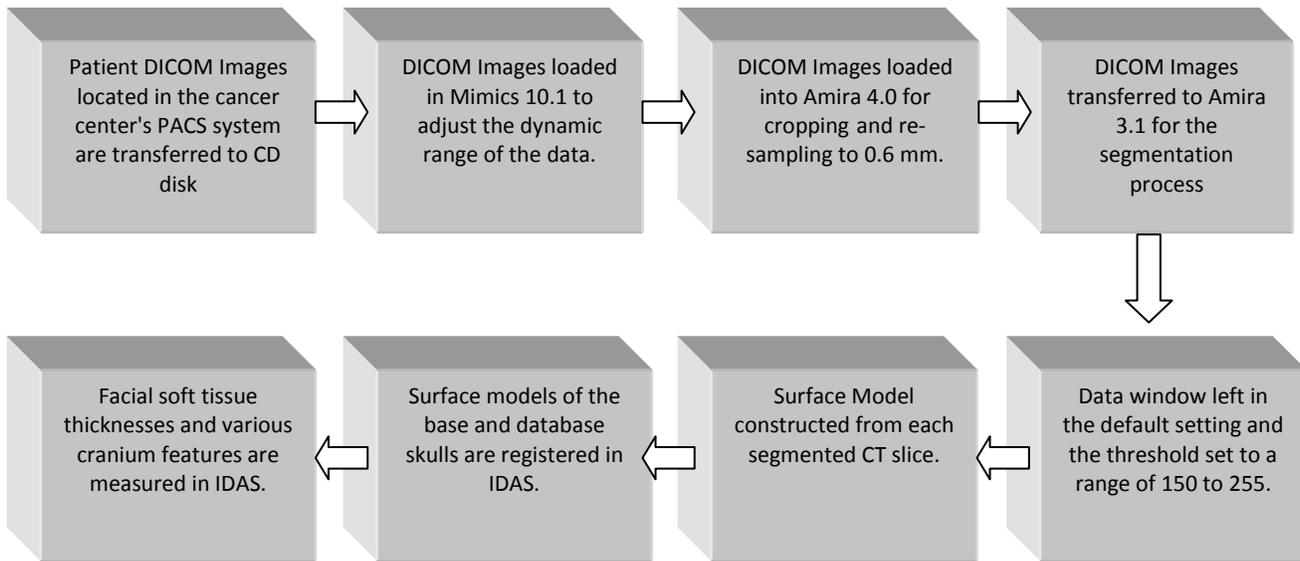 Patient DICOM Images
located in the cancer
center's PACS system
are transferred to CD
disk
DICOM Images loaded
in Mimics 10.1 to
adjust the dynamic
range of the data.
DICOM Images loaded
into Amira 4.0 for
cropping and re-
sampling to 0.6 mm.
DICOM Images
transferred to Amira
3.1 for the
segmentation
process
Data window left in
the default setting and
the threshold set to a
range of 150 to 255.
Surface Model
constructed from each
segmented CT slice.
Surface models of the
base and database
skulls are registered in
IDAS.
Facial soft tissue
thicknesses and various
cranium features are
measured in IDAS.